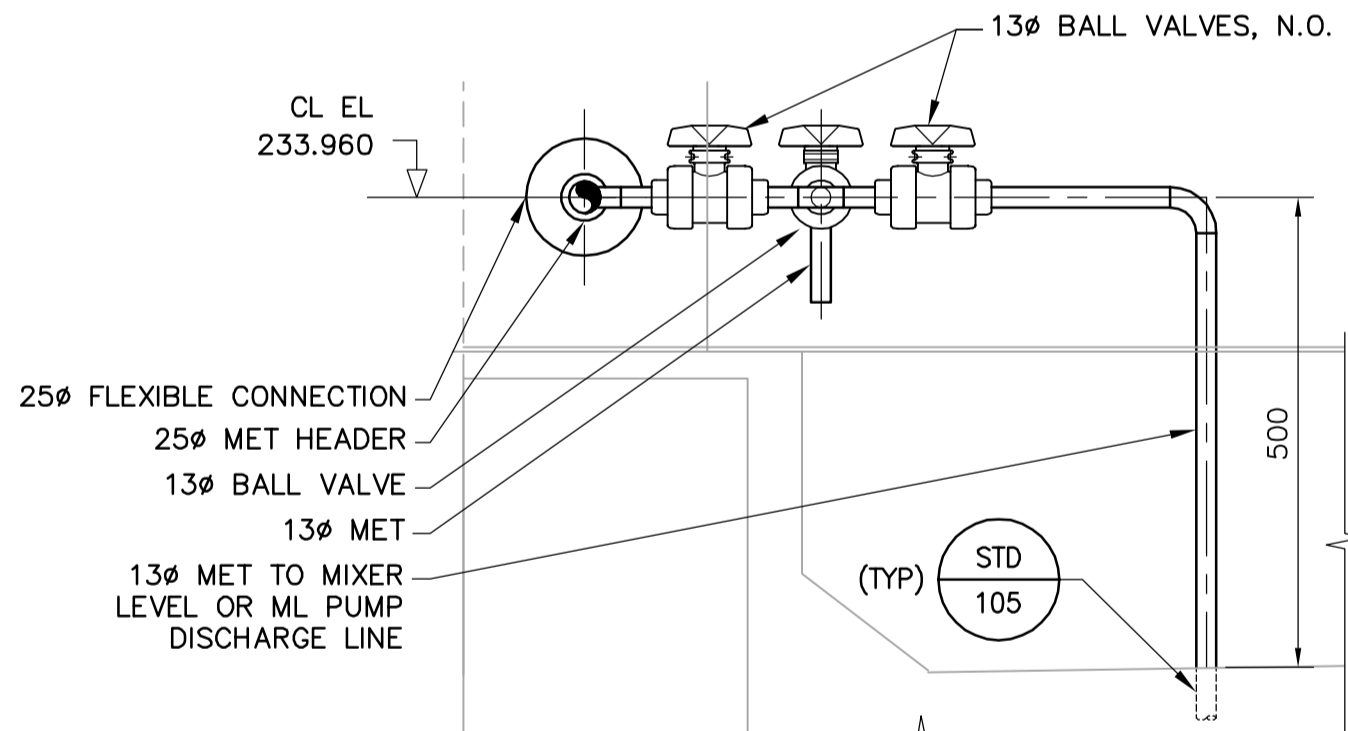 13ø BALL VALVES, N.O.
CL EL
233.960
25ø FLEXIBLE CONNECTION
25ø MET HEADER
13ø BALL VALVE
13ø MET
13ø MET TO MIXER
LEVEL OR ML PUMP
DISCHARGE LINE
(TYP)
STD
105
500